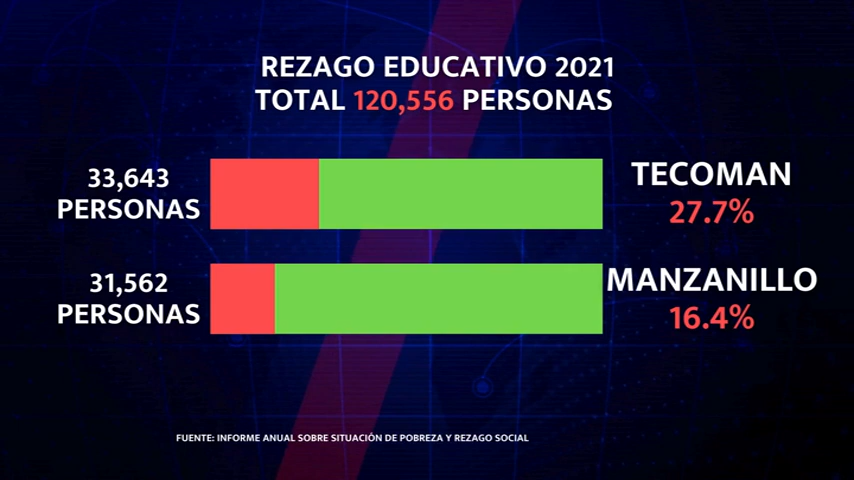 REZAGO EDUCATIVO 2021
TOTAL 120,556 PERSONAS
33,643
PERSONAS
TECOMAN
27.7%
31,562
PERSONAS
MANZANILLO
16.4%
FUENTE: INFORME ANUAL SOBRE SITUACIÓN DE POBREZA Y REZAGO SOCIAL